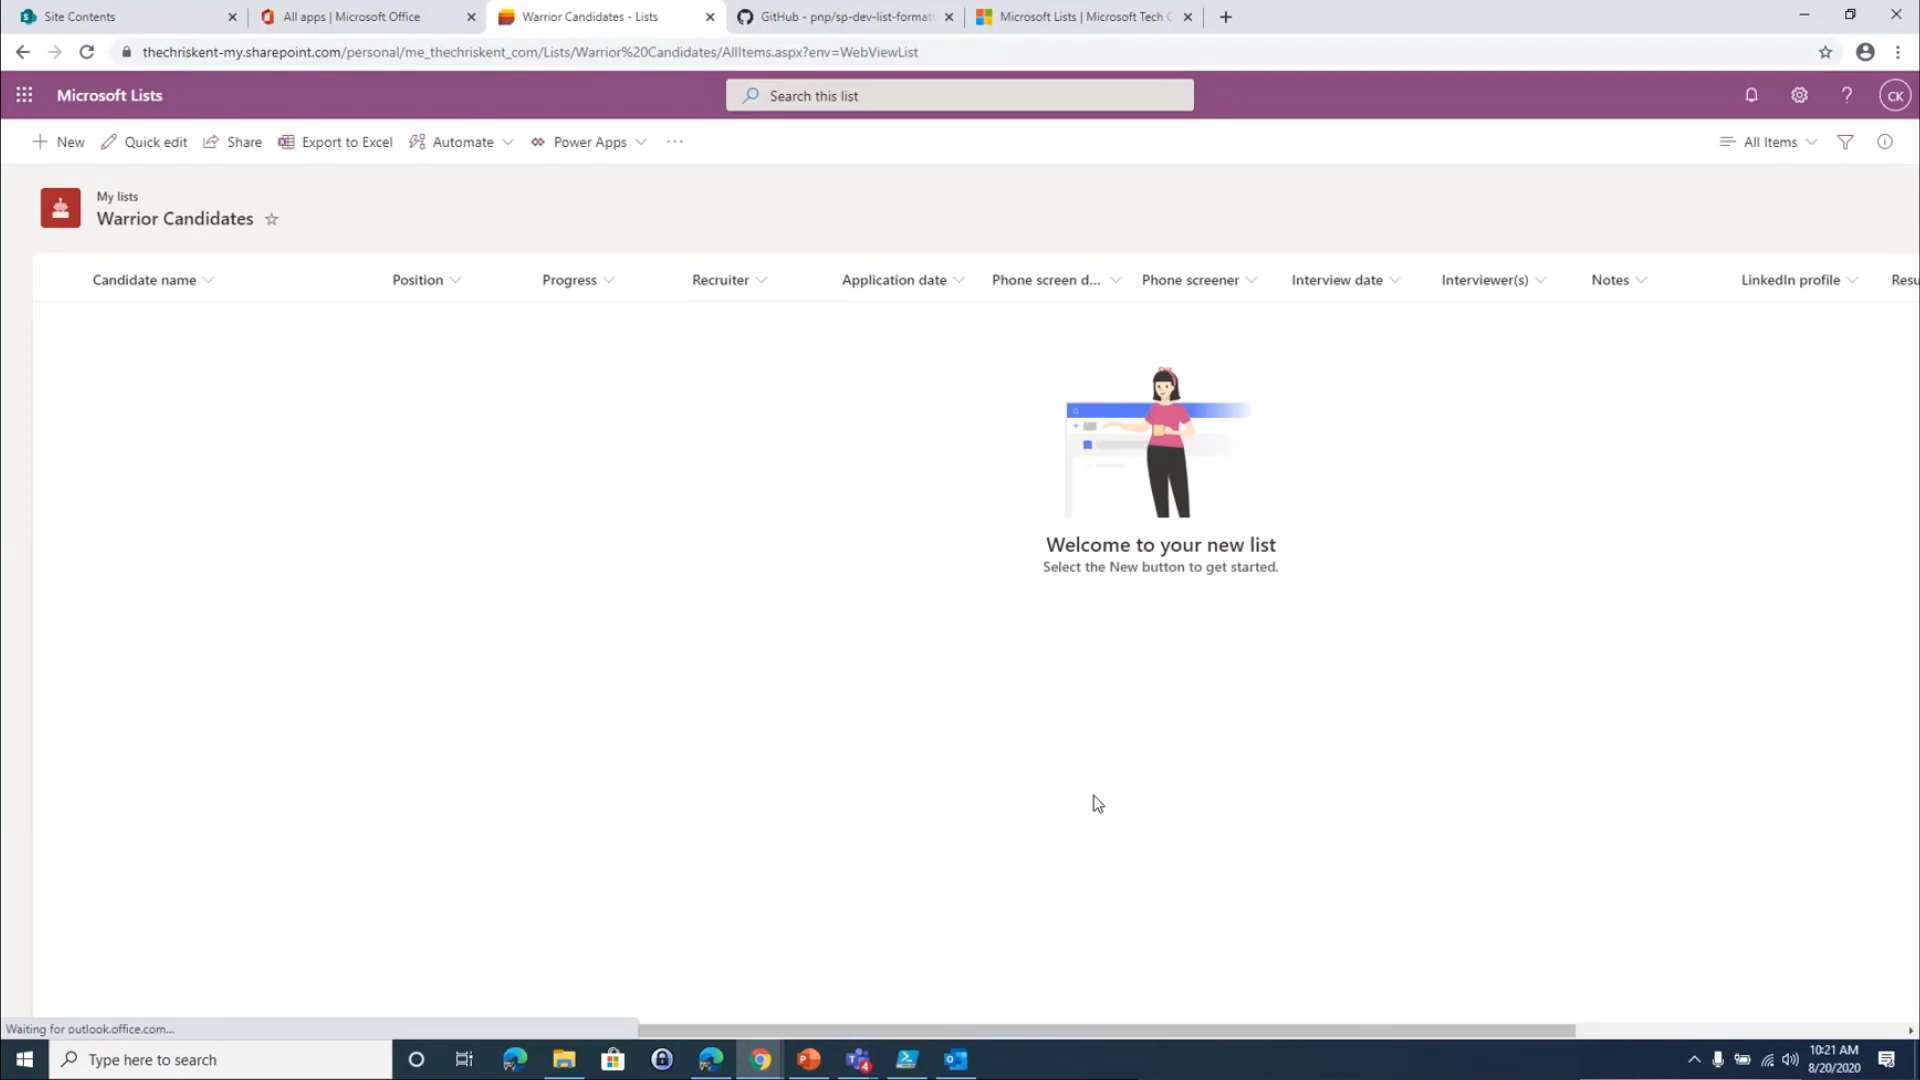 Site Contents
All apps | Microsoft Office
Warrior Candidates - Lists
GitHub - pnp/sp-dev-list-format
Microsoft Lists | Microsoft Tech
thechriskent-my.sharepoint.com/personal/me_thechriskent_com/Lists/Warrior%20Candidates/AllItems.aspx?env=WebViewList
Microsoft Lists
Search this list
CK
New
Quick edit
Share
Export to Excel
Automate
Power Apps
All Items
My lists
Warrior Candidates
Candidate name
Position
Progress
Recruiter
Application date
Phone screen d...
Phone screener
Interview date
Interviewer(s)
Notes
LinkedIn profile
Resu
Welcome to your new list
Select the New button to get started.
Waiting for outlook.office.com...
Type here to search
4
10:21 AM
8/20/2020